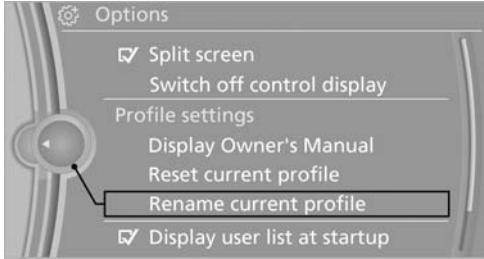 Options
Split screen
Switch off control display
Profile settings
Display Owner's Manual
Reset current profile
Rename current profile
Display user list at startup